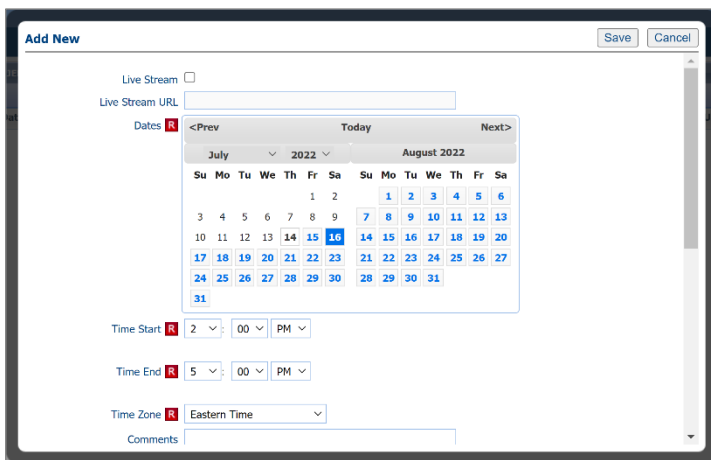 Add New
Save
Cancel
Live Stream
Live Stream URL
Dates R
<Prev Today Next>
July 2022 August 2022
Su Mo Tu We Th Fr Sa Su Mo Tu We Th Fr Sa
1 2 1 2 3 4 5 6
3 4 5 6 7 8 9 7 8 9 10 11 12 13
10 11 12 13 14 15 16 14 15 16 17 18 19 20
17 18 19 20 21 22 23 21 22 23 24 25 26 27
24 25 26 27 28 29 30 28 29 30 31
31
Time Start R 2 : 00 PM
Time End R 5 : 00 PM
Time Zone R Eastern Time
Comments